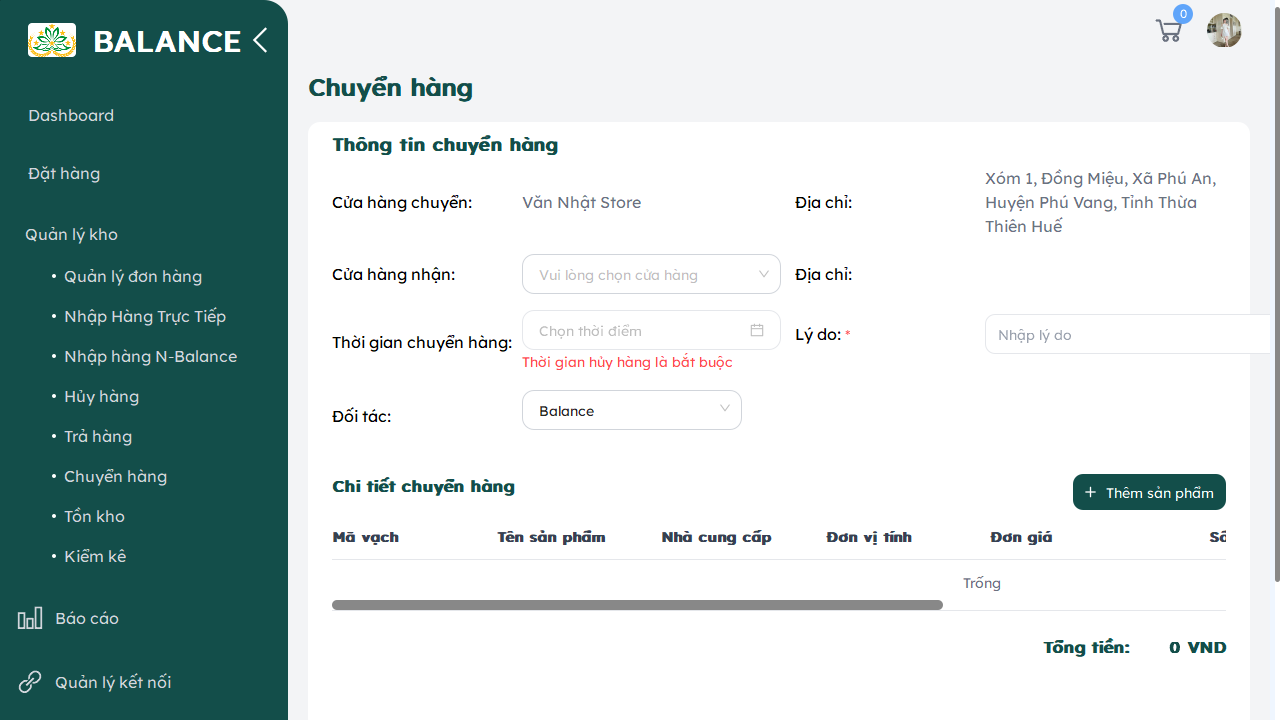 BALANCE
0
Dashboard
Đặt hàng
Quản lý kho
Quản lý đơn hàng
Nhập Hàng Trực Tiếp
Nhập hàng N-Balance
Hủy hàng
Trả hàng
Chuyển hàng
Tồn kho
Kiểm kê
Báo cáo
Quản lý kết nối
Chuyển hàng
Thông tin chuyển hàng
Cửa hàng chuyển:
Văn Nhật Store
Địa chỉ:
Xóm 1, Đồng Miệu, Xã Phú An,
Huyện Phú Vang, Tỉnh Thừa
Thiên Huế
Cửa hàng nhận:
Vui lòng chọn cửa hàng
Địa chỉ:
Thời gian chuyển hàng:
Chọn thời điểm
Thời gian hủy hàng là bắt buộc
Lý do: *
Nhập lý do
Đối tác:
Balance
Chi tiết chuyển hàng
+ Thêm sản phẩm
Mã vạch Tên sản phẩm Nhà cung cấp Đơn vị tính Đơn giá Số
Trống
Tổng tiền: 0 VND